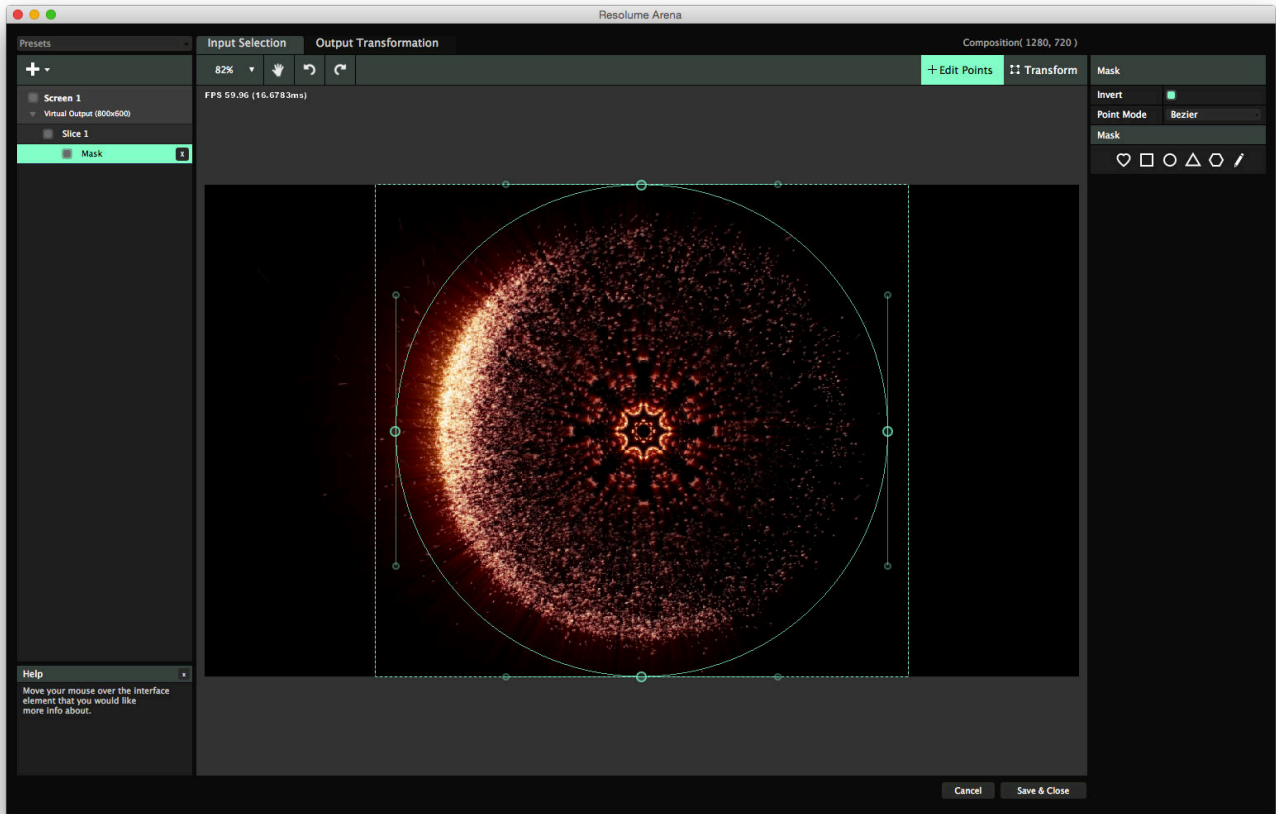 Resolume Arena
Presets
Input Selection
Output Transformation
Composition( 1280, 720 )
82%
Edit Points
Transform
Mask
FPS 59.96 (16.6783ms)
Screen 1
Virtual Output (800x600)
Slice 1
Mask
x
Invert
Point Mode
Bezier
Mask
Help
x
Move your mouse over the interface
element that you would like
more info about.
Cancel
Save & Close